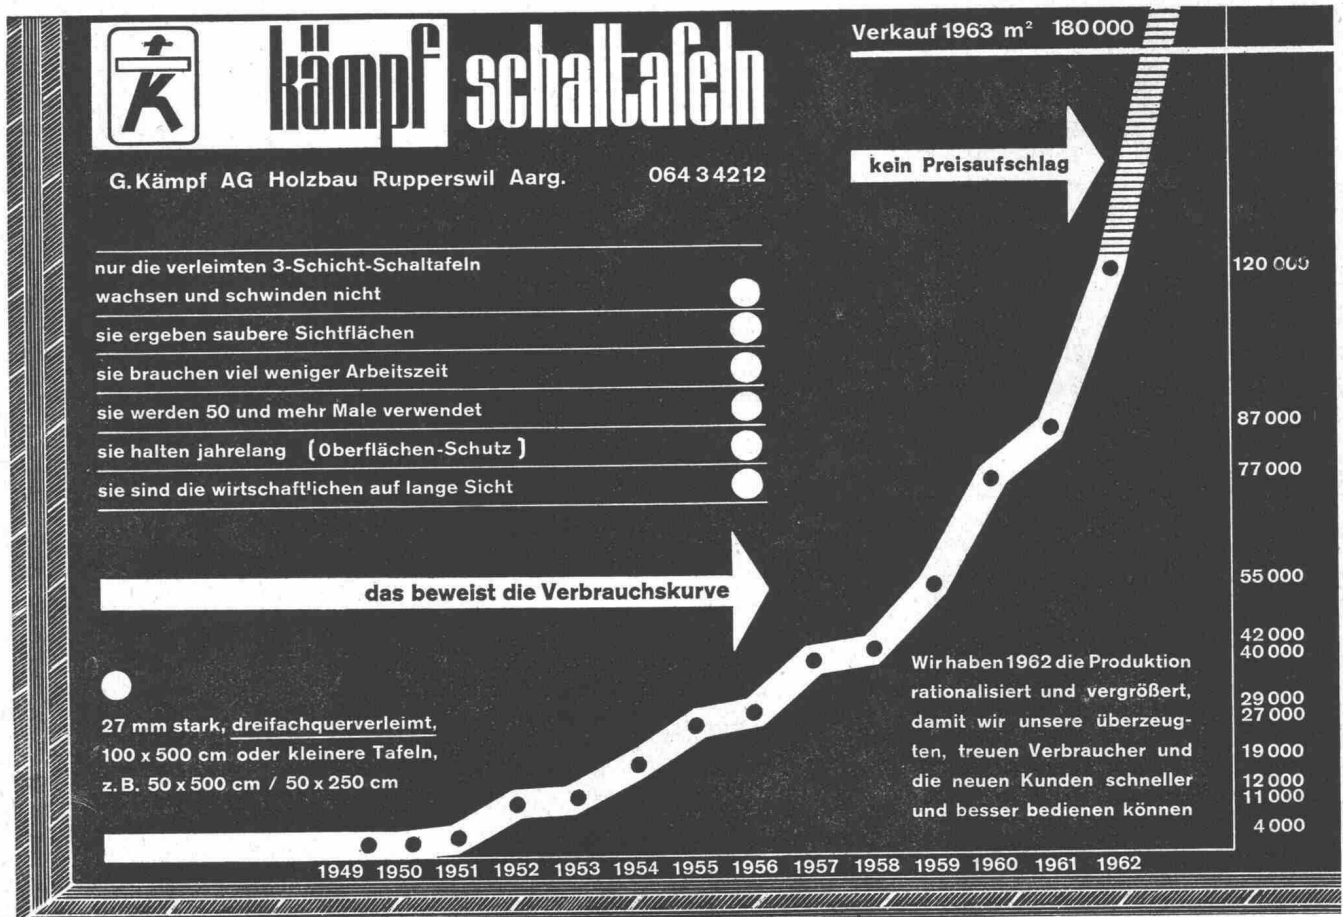 K
kämpf schaltafeln
G. Kämpf AG Holzbau Rupperswil Aarg. 064 3 42 12
nur die verleimten 3-Schicht-Schaltafeln
wachsen und schwinden nicht
sie ergeben saubere Sichtflächen
sie brauchen viel weniger Arbeitszeit
sie werden 50 und mehr Male verwendet
sie halten jahrelang (Oberflächen-Schutz)
sie sind die wirtschaftlichen auf lange Sicht
das beweist die Verbrauchskurve
27 mm stark, dreifachquerverleimt,
100 x 500 cm oder kleinere Tafeln,
z. B. 50 x 500 cm / 50 x 250 cm
Verkauf 1963 m² 180 000
kein Preisaufschlag
Wir haben 1962 die Produktion
rationalisiert und vergrößert,
damit wir unsere überzeug-
ten, treuen Verbraucher und
die neuen Kunden schneller
und besser bedienen können
120 000
87 000
77 000
55 000
42 000
40 000
29 000
27 000
19 000
12 000
11 000
4 000
1949 1950 1951 1952 1953 1954 1955 1956 1957 1958 1959 1960 1961 1962